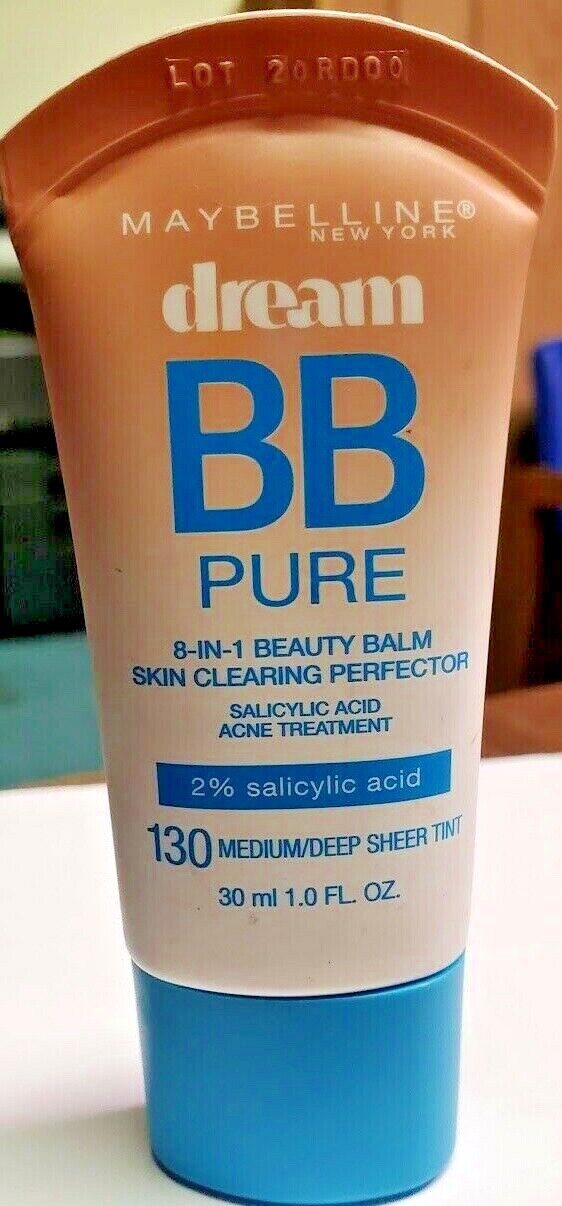 LOT 20RD00
MAYBELLINE®
NEW YORK
dream
BB
PURE
8-IN-1 BEAUTY BALM
SKIN CLEARING PERFECTOR
SALICYLIC ACID
ACNE TREATMENT
2% salicylic acid
130 MEDIUM/DEEP SHEER TINT
30 ml 1.0 FL. OZ.